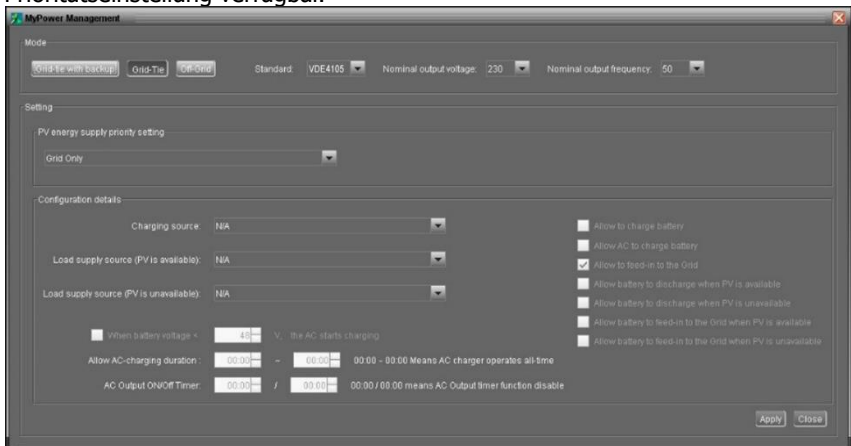 Prioritätseinstellung verfügbar.
MyPower Management
Mode
Grid-tie with backup Grid-Tie Off-Grid Standard: VDE4105 Nominal output voltage: 230 Nominal output frequency: 50
Setting
PV energy supply priority setting
Grid Only
Configuration details
Charging source: N/A
Load supply source (PV is available): N/A
Load supply source (PV is unavailable): N/A
When battery voltage < 48 V, the AC starts charging
Allow AC-charging duration : 00:00 - 00:00 00:00 - 00:00 Means AC charger operates all-time
AC Output ON/Off Timer: 00:00 / 00:00 00:00 / 00:00 means AC Output timer function disable
Allow to charge battery
Allow AC to charge battery
Allow to feed-in to the Grid
Allow battery to discharge when PV is available
Allow battery to discharge when PV is unavailable
Allow battery to feed-in to the Grid when PV is available
Allow battery to feed-in to the Grid when PV is unavailable
Apply Close